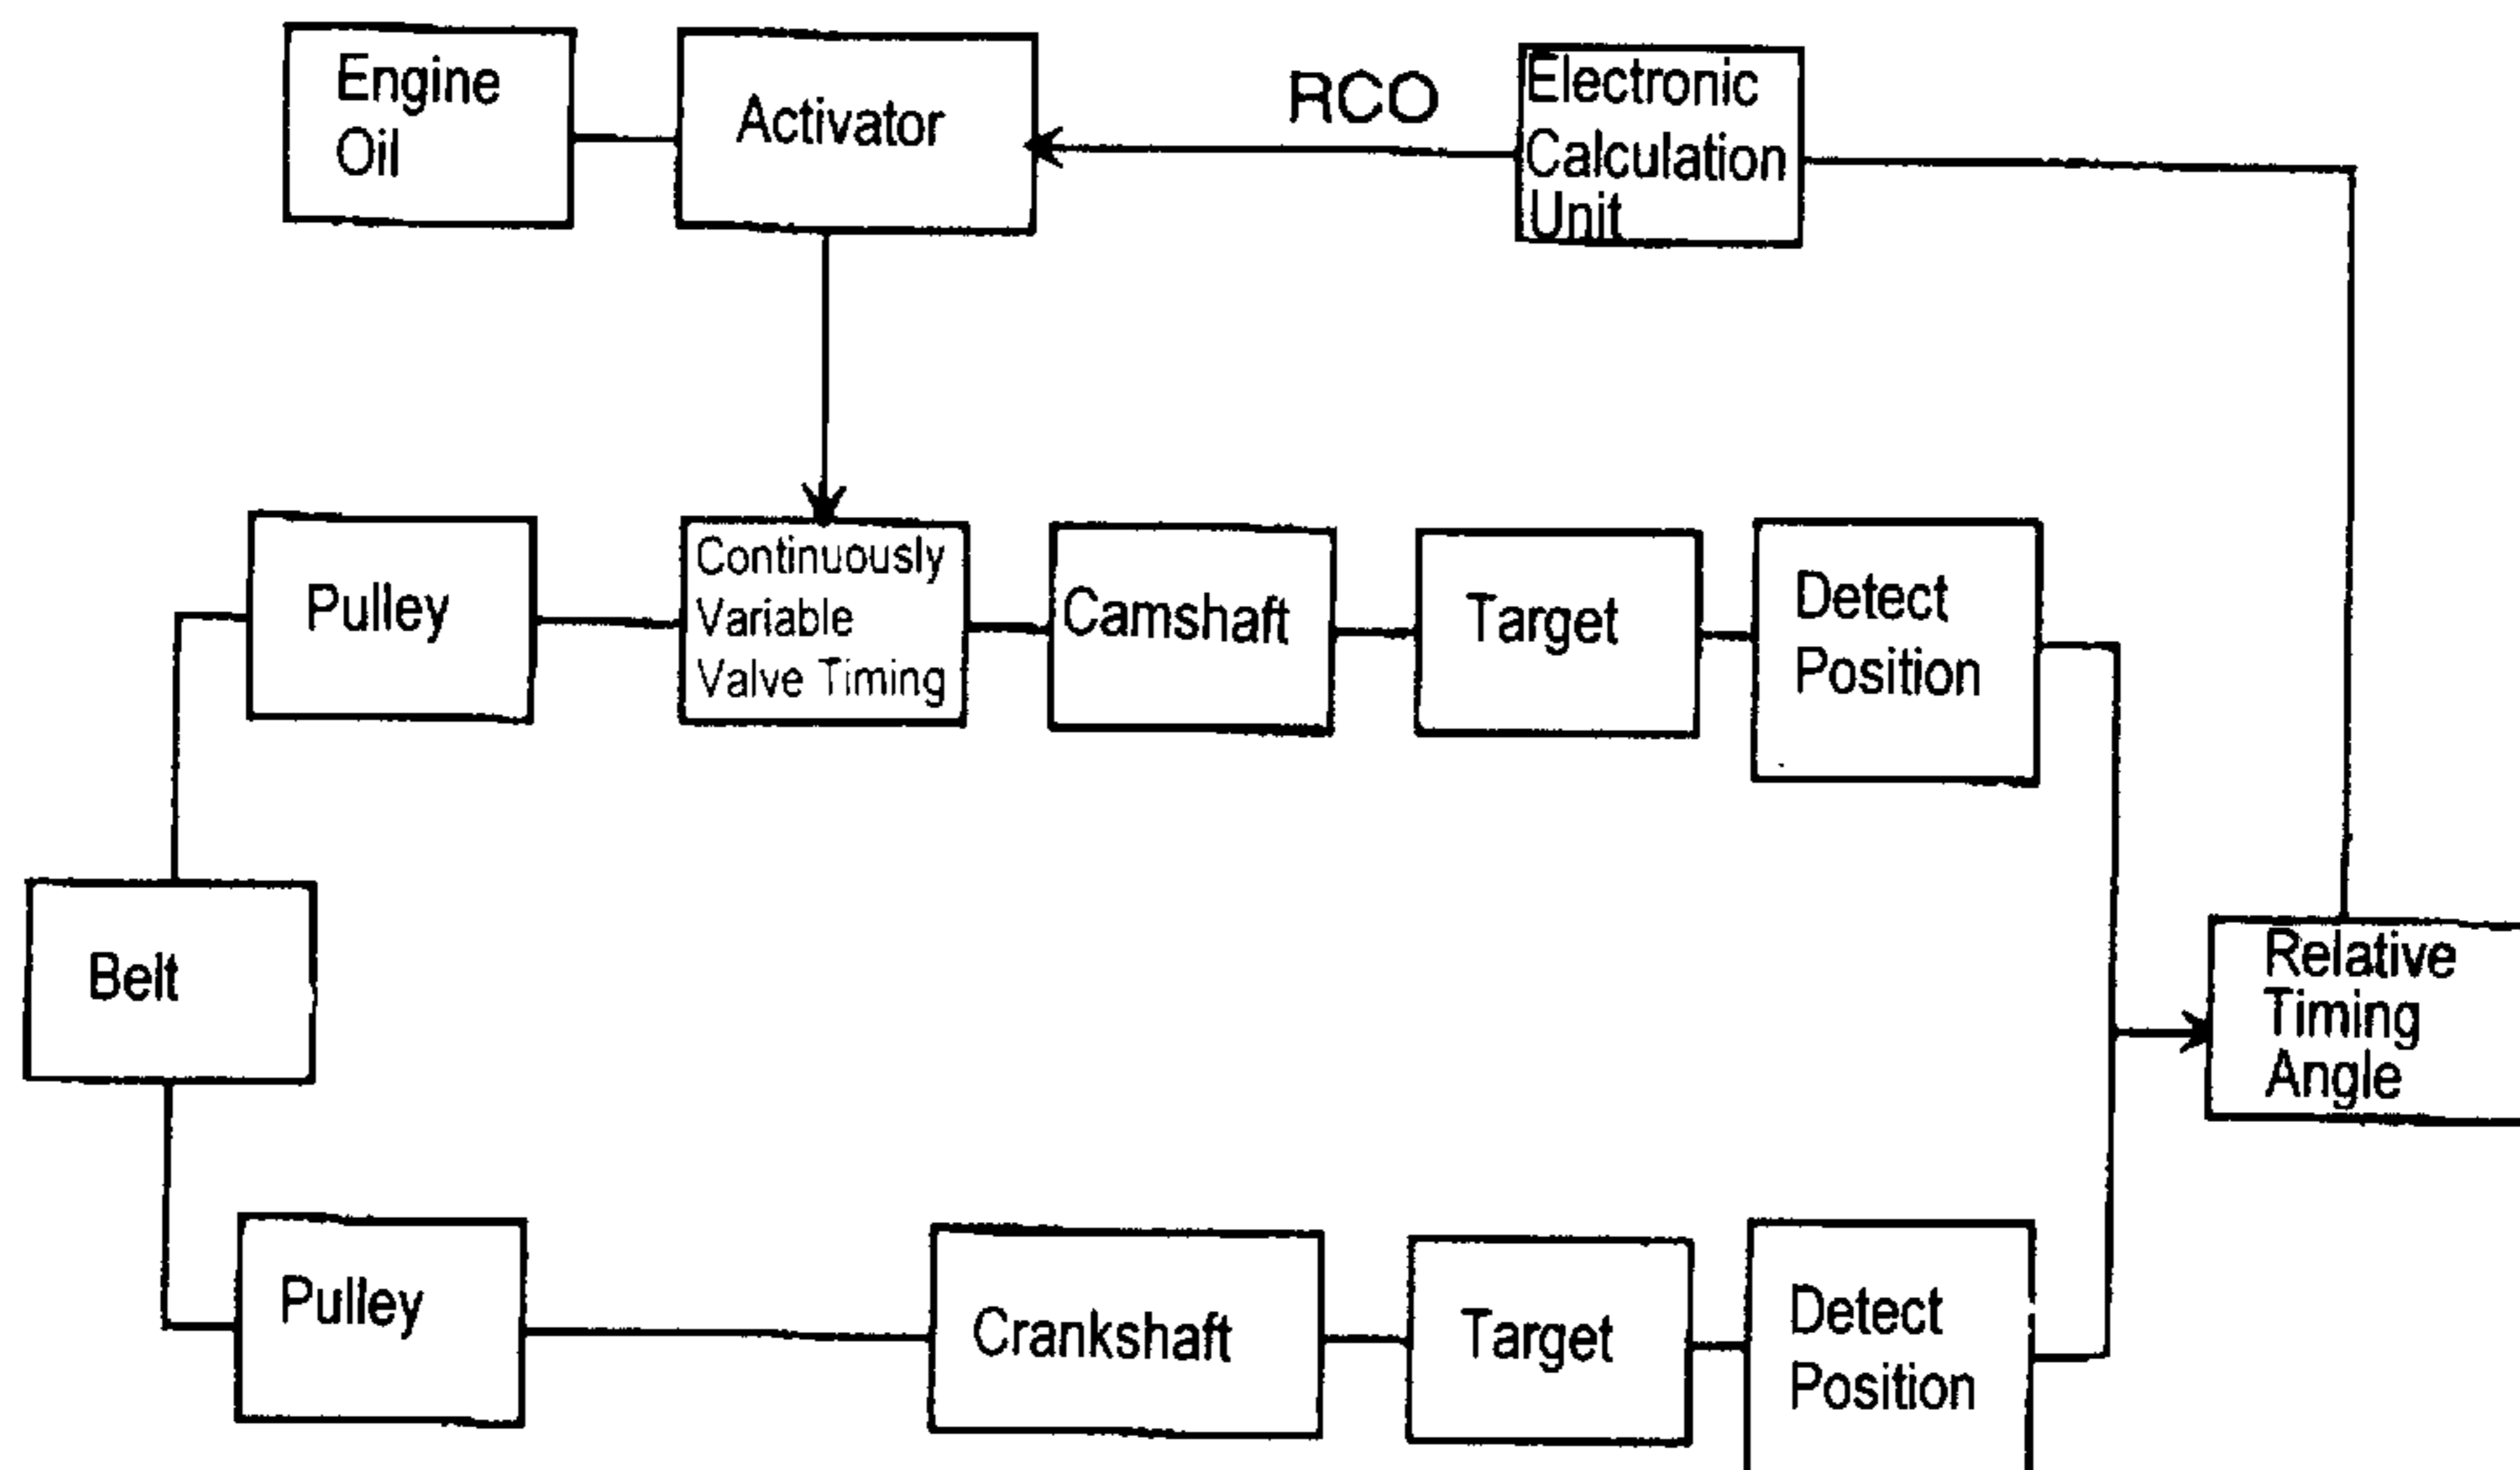 Engine
Oil
Activator
RCO
Electronic
Calculation
Unit
Pulley
Continuously
Variable
Valve Timing
Camshaft
Target
Detect
Position
Belt
Relative
Timing
Angle
Pulley
Crankshaft
Target
Detect
Position